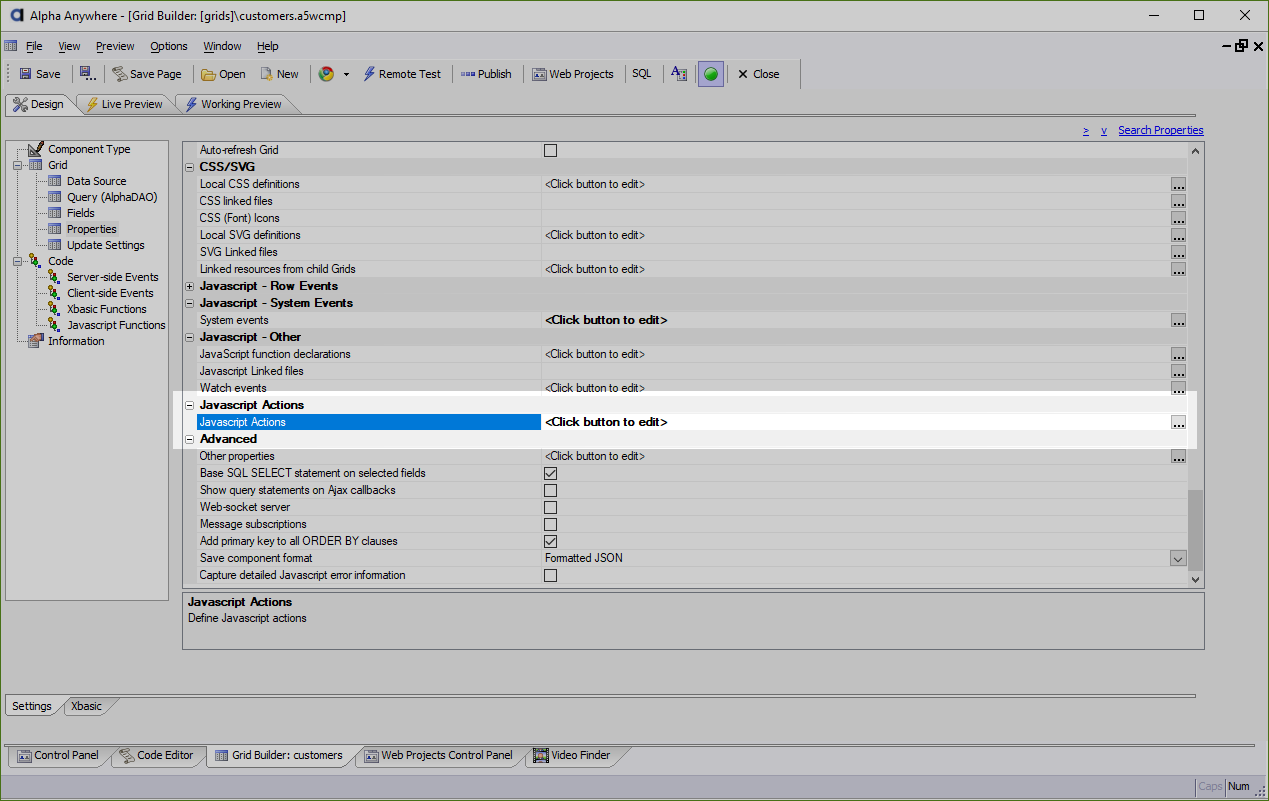 Alpha Anywhere - [Grid Builder: [grids]\customers.a5wcmp]
File View Preview Options Window Help
Save Save Page Open New Remote Test Publish Web Projects SQL Close
Design Live Preview Working Preview
> v Search Properties
Component Type
Grid
Data Source
Query (AlphaDAO)
Fields
Properties
Update Settings
Code
Server-side Events
Client-side Events
Xbasic Functions
Javascript Functions
Information
Auto-refresh Grid
CSS/SVG
Local CSS definitions <Click button to edit> ...
CSS linked files ...
CSS (Font) Icons ...
Local SVG definitions <Click button to edit> ...
SVG Linked files ...
Linked resources from child Grids <Click button to edit> ...
Javascript - Row Events
Javascript - System Events
System events <Click button to edit> ...
Javascript - Other
JavaScript function declarations <Click button to edit> ...
Javascript Linked files ...
Watch events <Click button to edit> ...
Javascript Actions
Javascript Actions <Click button to edit> ...
Advanced
Other properties <Click button to edit> ...
Base SQL SELECT statement on selected fields
Show query statements on Ajax callbacks
Web-socket server
Message subscriptions
Add primary key to all ORDER BY clauses
Save component format Formatted JSON
Capture detailed Javascript error information
Javascript Actions
Define Javascript actions
Settings Xbasic
Control Panel Code Editor Grid Builder: customers Web Projects Control Panel Video Finder
Caps Num